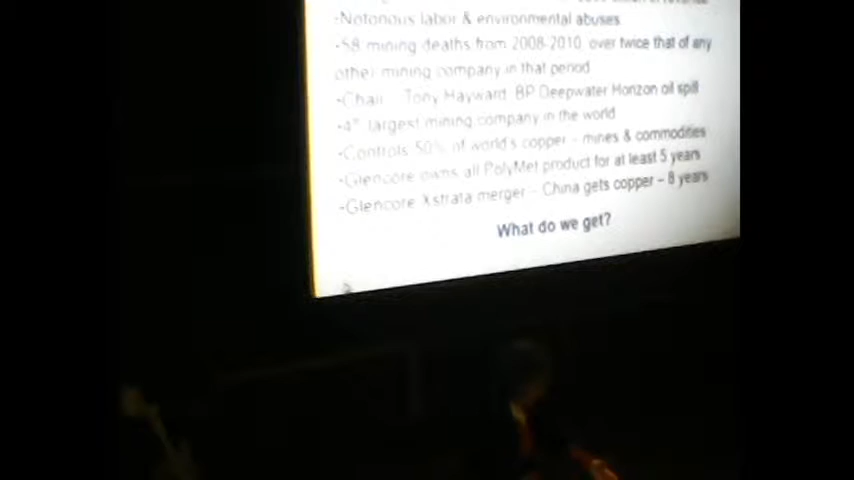 -Notorious labor & environmental abuses
-58 mining deaths from 2008-2010, over twice that of any
other mining company in that period
-Chair - Tony Hayward, BP Deepwater Horizon oil spill
-4th largest mining company in the world
-Controls 50% of world's copper - mines & commodities
-Glencore owns all PolyMet product for at least 5 years
-Glencore Xstrata merger - China gets copper – 8 years
What do we get?